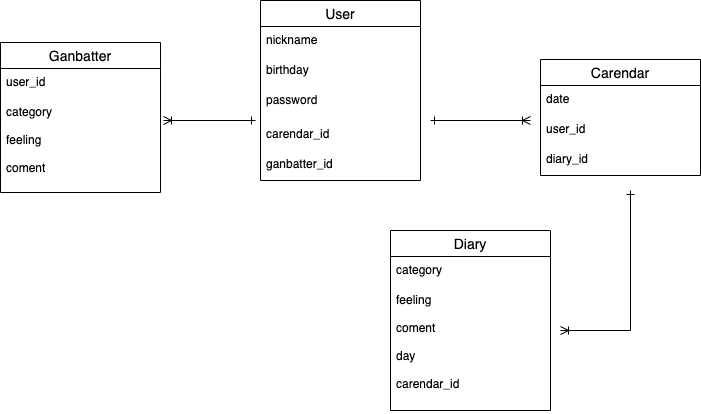 User
nickname
birthday
password
carendar_id
ganbatter_id
Ganbatter
user_id
category
feeling
coment
Carendar
date
user_id
diary_id
Diary
category
feeling
coment
day
carendar_id